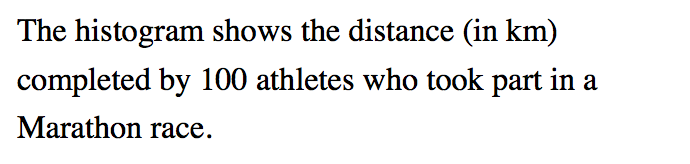 The histogram shows the distance (in km)
completed by 100 athletes who took part in a
Marathon race.